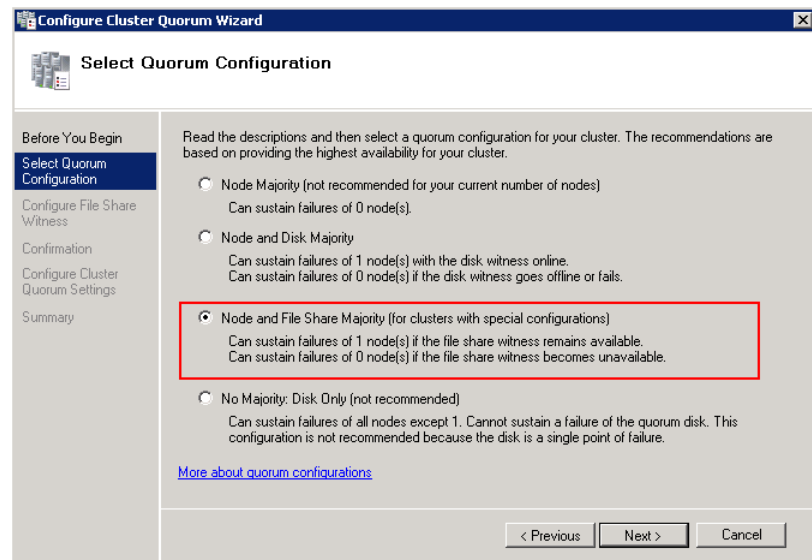 Configure Cluster Quorum Wizard
Select Quorum Configuration
Before You Begin
Select Quorum
Configuration
Configure File Share
Witness
Confirmation
Configure Cluster
Quorum Settings
Summary
Read the descriptions and then select a quorum configuration for your cluster. The recommendations are
based on providing the highest availability for your cluster.
Node Majority (not recommended for your current number of nodes)
Can sustain failures of 0 node(s).
Node and Disk Majority
Can sustain failures of 1 node(s) with the disk witness online.
Can sustain failures of 0 node(s) if the disk witness goes offline or fails.
Node and File Share Majority (for clusters with special configurations)
Can sustain failures of 1 node(s) if the file share witness remains available.
Can sustain failures of 0 node(s) if the file share witness becomes unavailable.
No Majority: Disk Only (not recommended)
Can sustain failures of all nodes except 1. Cannot sustain a failure of the quorum disk. This
configuration is not recommended because the disk is a single point of failure.
More about quorum configurations
< Previous
Next >
Cancel